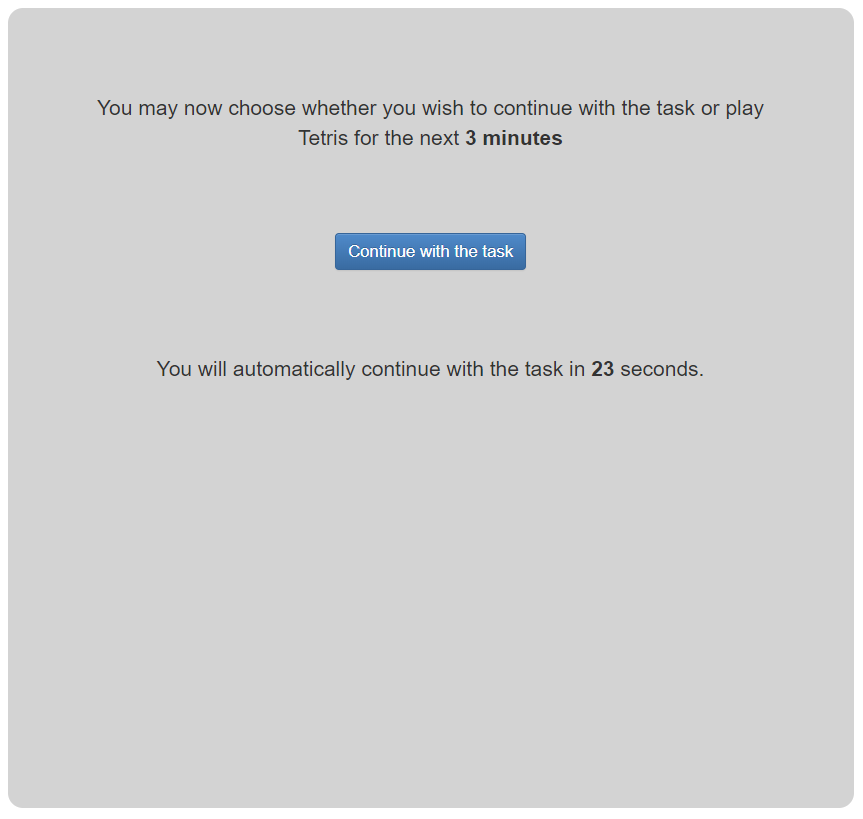 You may now choose whether you wish to continue with the task or play
Tetris for the next 3 minutes
Continue with the task
You will automatically continue with the task in 23 seconds.